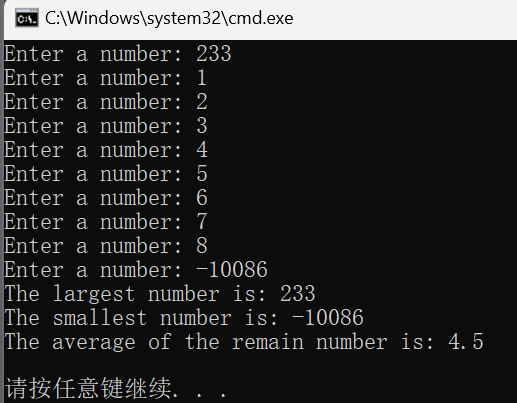 C:\Windows\system32\cmd.exe
Enter a number: 233
Enter a number: 1
Enter a number: 2
Enter a number: 3
Enter a number: 4
Enter a number: 5
Enter a number: 6
Enter a number: 7
Enter a number: 8
Enter a number: -10086
The largest number is: 233
The smallest number is: -10086
The average of the remain number is: 4.5
请按任意键继续. . .